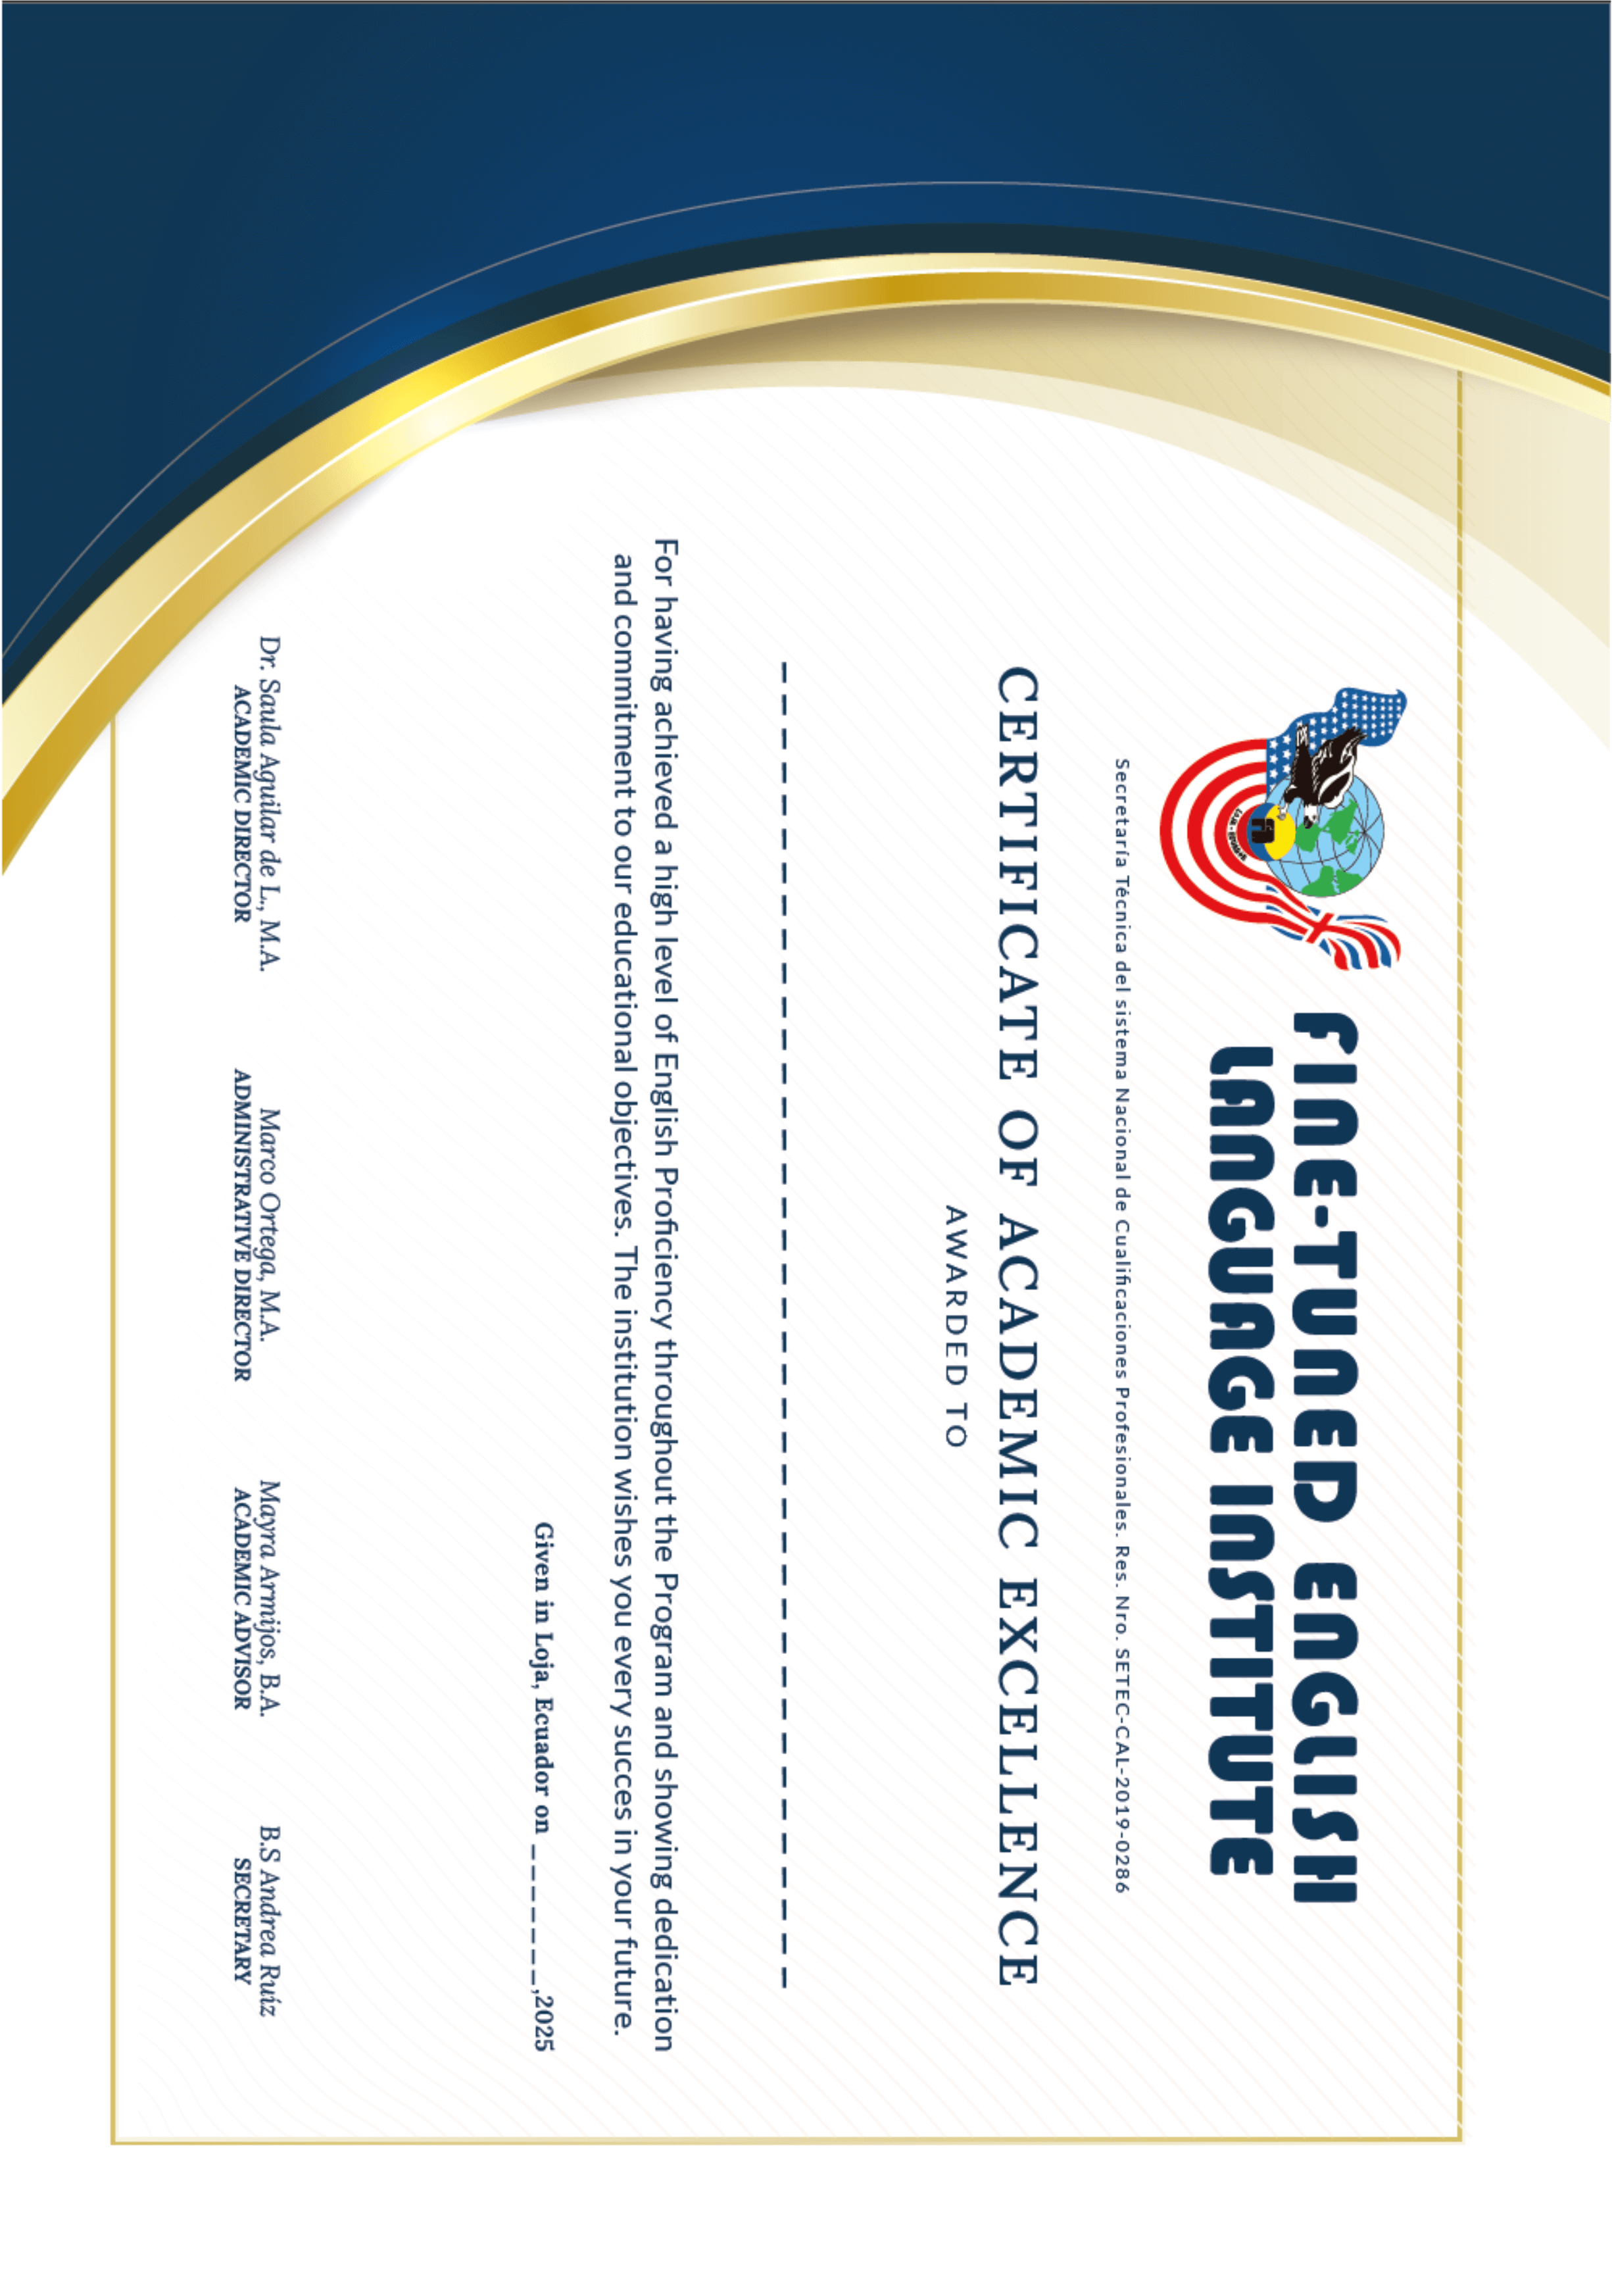 FINE-TUNED ENGLISH
LANGUAGE INSTITUTE
Secretaría Técnica del sistema Nacional de Cualificaciones Profesionales. Res. Nro. SETEC-CAL-2019-0286
CERTIFICATE OF ACADEMIC EXCELLENCE
AWARDED TO
For having achieved a high level of English Proficiency throughout the Program and showing dedication
and commitment to our educational objectives. The institution wishes you every succes in your future.
Given in Loja, Ecuador on _______,2025
Dr. Saula Aguilar de L., M.A.
ACADEMIC DIRECTOR
Marco Ortega, M.A.
ADMINISTRATIVE DIRECTOR
Mayra Armijos, B.A.
ACADEMIC ADVISOR
B.S Andrea Ruíz
SECRETARY